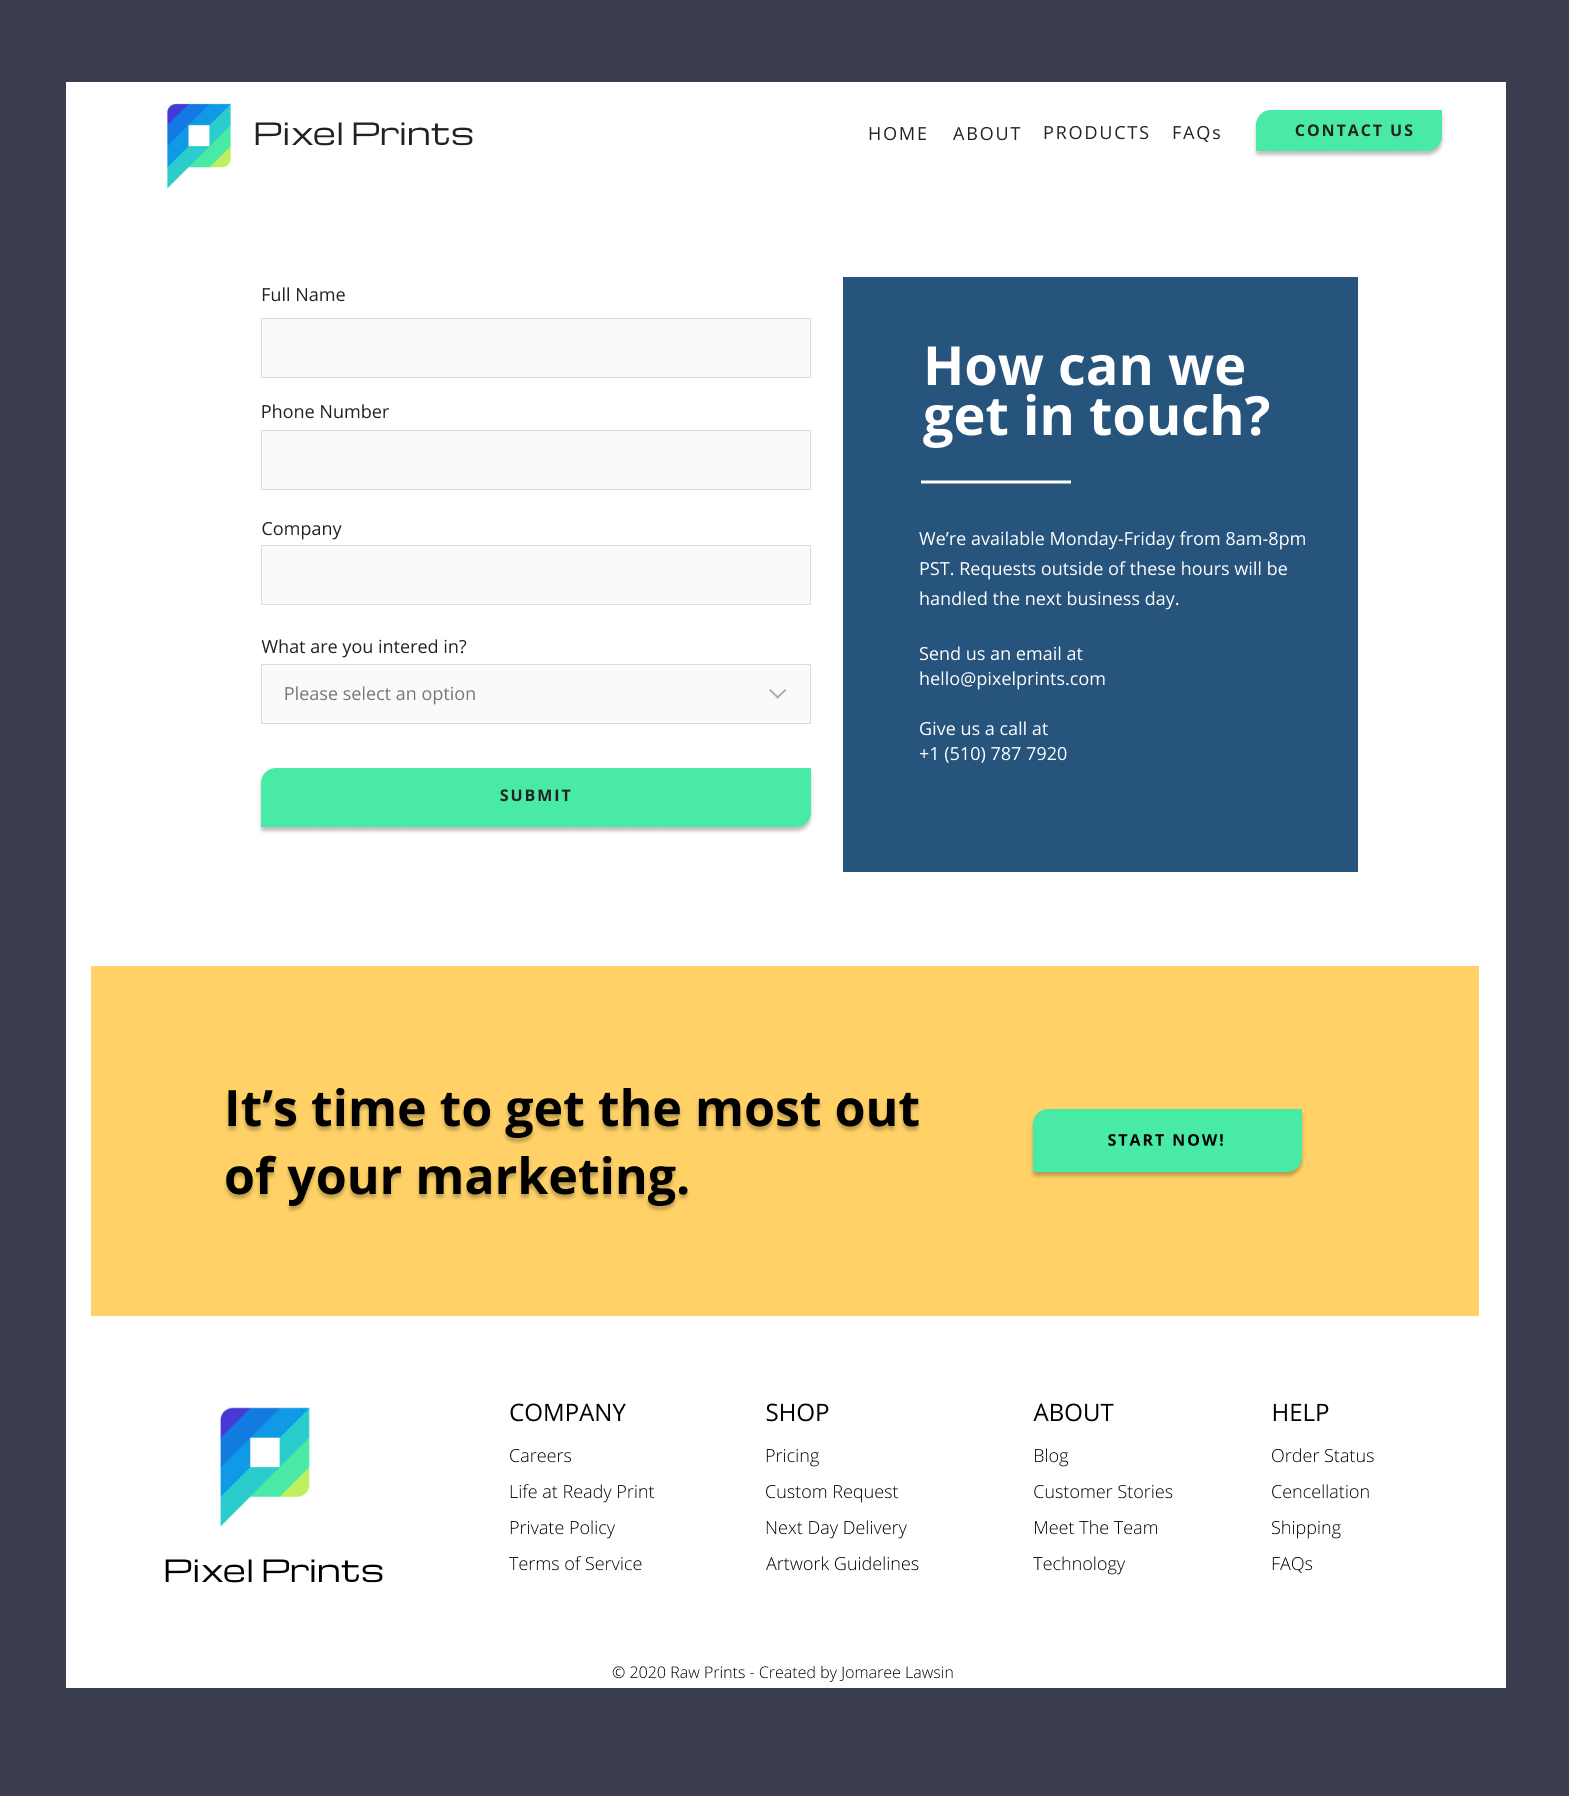 Pixel Prints
HOME ABOUT PRODUCTS FAQs CONTACT US
Full Name
Phone Number
Company
What are you intered in?
Please select an option
SUBMIT
How can we
get in touch?
We’re available Monday-Friday from 8am-8pm
PST. Requests outside of these hours will be
handled the next business day.
Send us an email at
hello@pixelprints.com
Give us a call at
+1 (510) 787 7920
It’s time to get the most out
of your marketing.
START NOW!
Pixel Prints
COMPANY
Careers
Life at Ready Print
Private Policy
Terms of Service
SHOP
Pricing
Custom Request
Next Day Delivery
Artwork Guidelines
ABOUT
Blog
Customer Stories
Meet The Team
Technology
HELP
Order Status
Cencellation
Shipping
FAQs
© 2020 Raw Prints - Created by Jomaree Lawsin